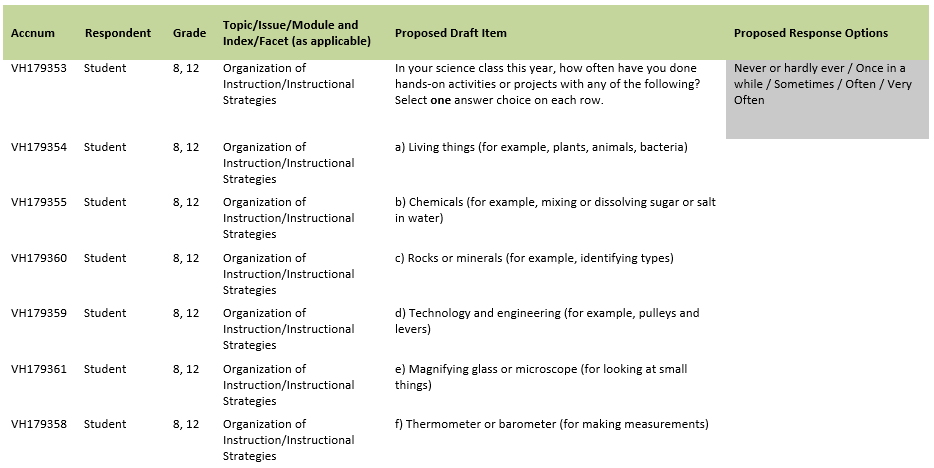 Accnum Respondent Grade Topic/Issue/Module and Index/Facet (as applicable) Proposed Draft Item Proposed Response Options
VH179353 Student 8, 12 Organization of In your science class this year, how often have you done Never or hardly ever / Once in a
Instruction/Instructional hands-on activities or projects with any of the following? while / Sometimes / Often / Very
Strategies Select one answer choice on each row. Often
VH179354 Student 8, 12 Organization of a) Living things (for example, plants, animals, bacteria)
Instruction/Instructional
Strategies
VH179355 Student 8, 12 Organization of b) Chemicals (for example, mixing or dissolving sugar or salt
Instruction/Instructional in water)
Strategies
VH179360 Student 8, 12 Organization of c) Rocks or minerals (for example, identifying types)
Instruction/Instructional
Strategies
VH179359 Student 8, 12 Organization of d) Technology and engineering (for example, pulleys and
Instruction/Instructional levers)
Strategies
VH179361 Student 8, 12 Organization of e) Magnifying glass or microscope (for looking at small
Instruction/Instructional things)
Strategies
VH179358 Student 8, 12 Organization of f) Thermometer or barometer (for making measurements)
Instruction/Instructional
Strategies